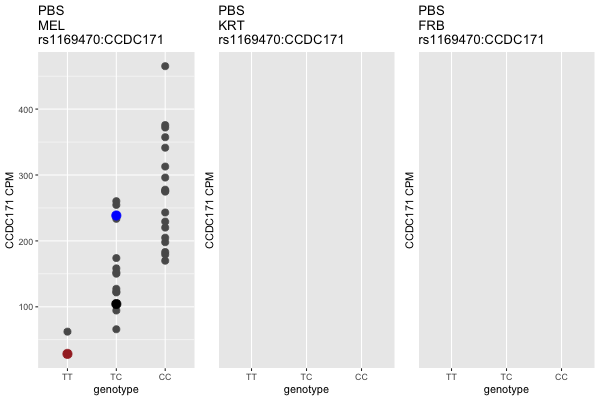 PBS
MEL
rs1169470:CCDC171
PBS
KRT
rs1169470:CCDC171
PBS
FRB
rs1169470:CCDC171
CCDC171 CPM
400
300
200
100
TT TC CC
genotype
CCDC171 CPM
TT TC CC
genotype
CCDC171 CPM
TT TC CC
genotype